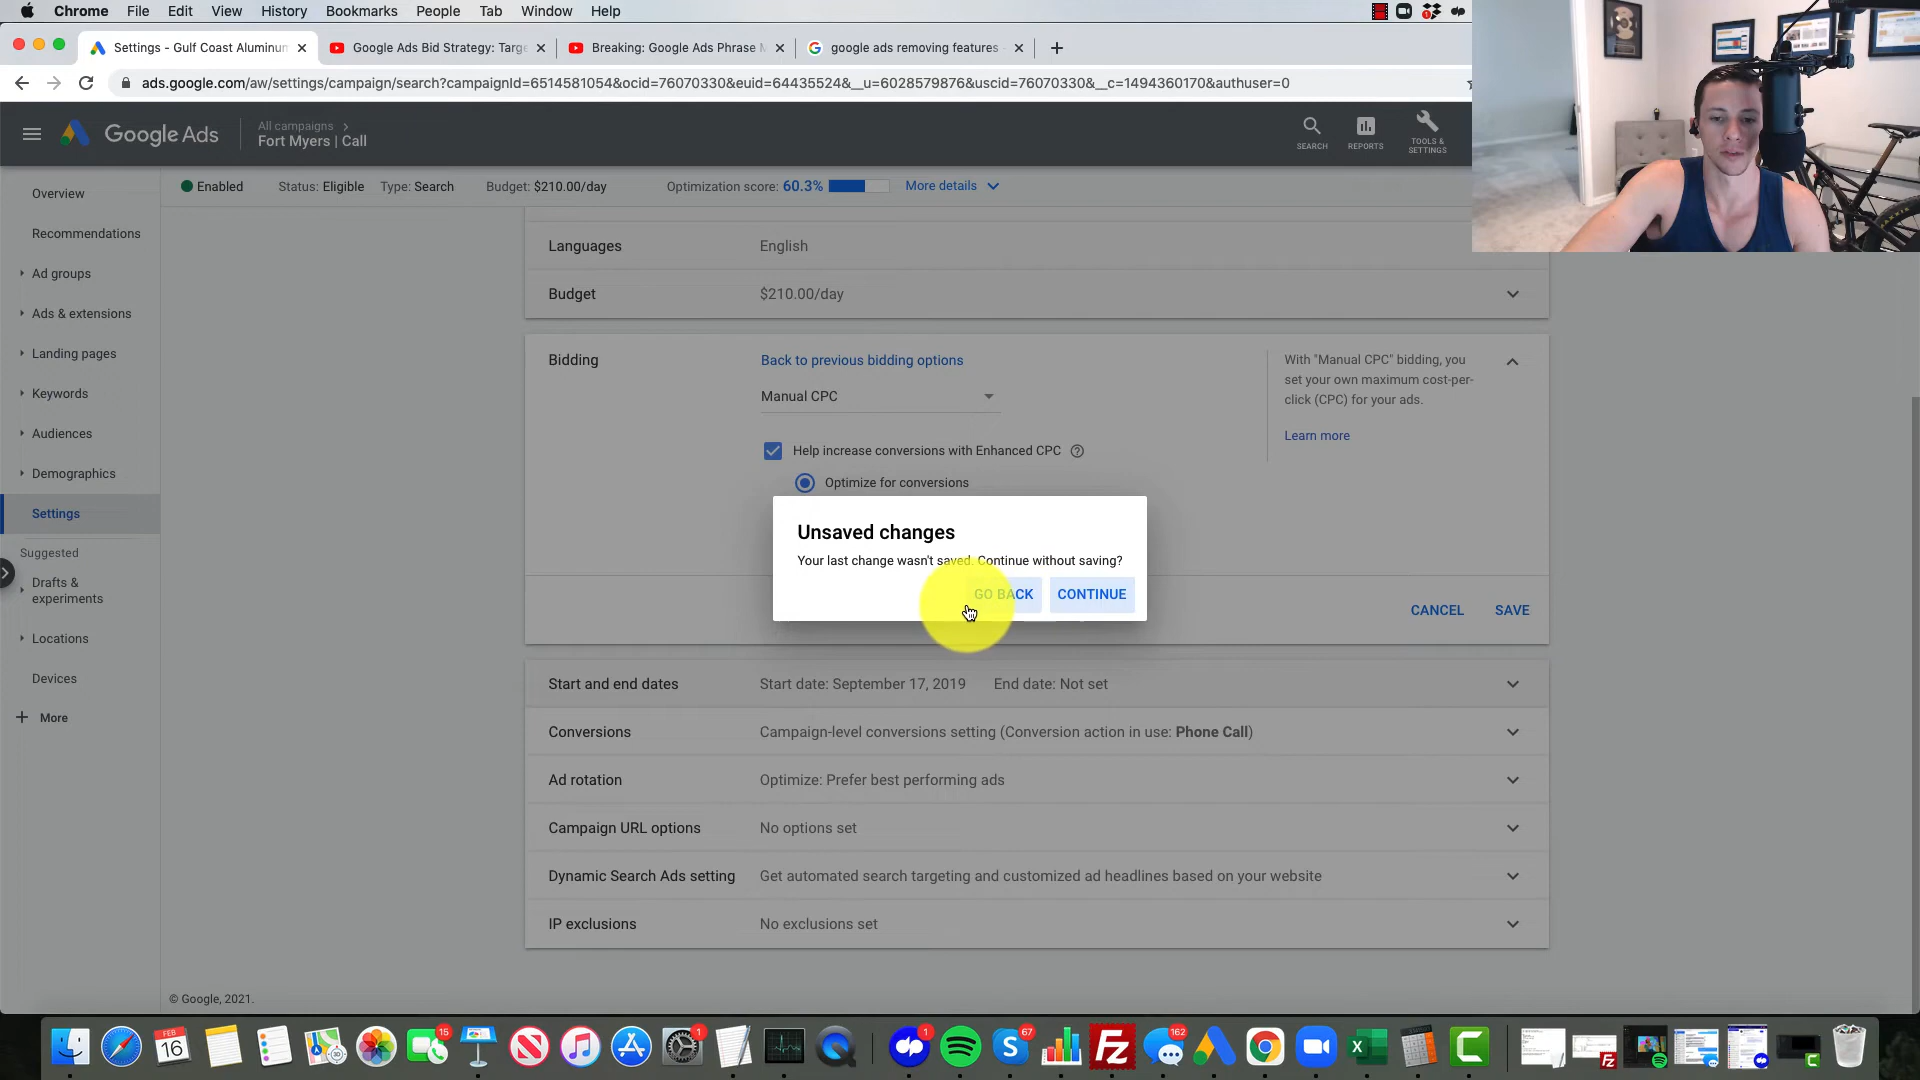 Chrome File Edit View History Bookmarks People Tab Window Help
Settings - Gulf Coast Aluminum
Google Ads Bid Strategy: Targe
Breaking: Google Ads Phrase M
google ads removing features -
ads.google.com/aw/settings/campaign/search?campaignId=6514581054&ocid=76070330&euid=64435524&__u=6028579876&uscid=76070330&__c=1494360170&authuser=0
Google Ads
All campaigns
Fort Myers | Call
SEARCH
REPORTS
TOOLS &
SETTINGS
Enabled Status: Eligible Type: Search Budget: $210.00/day Optimization score: 60.3% More details
Overview
Recommendations
Ad groups
Ads & extensions
Landing pages
Keywords
Audiences
Demographics
Settings
Suggested
Drafts &
experiments
Locations
Devices
More
Languages English
Budget $210.00/day
Bidding
Back to previous bidding options
Manual CPC
With "Manual CPC" bidding, you
set your own maximum cost-per-
click (CPC) for your ads.
Learn more
Help increase conversions with Enhanced CPC
Optimize for conversions
Unsaved changes
Your last change wasn't saved. Continue without saving?
GO BACK CONTINUE
CANCEL SAVE
Start and end dates Start date: September 17, 2019 End date: Not set
Conversions Campaign-level conversions setting (Conversion action in use: Phone Call)
Ad rotation Optimize: Prefer best performing ads
Campaign URL options No options set
Dynamic Search Ads setting Get automated search targeting and customized ad headlines based on your website
IP exclusions No exclusions set
© Google, 2021.
FEB
16
15
1
1
67
162